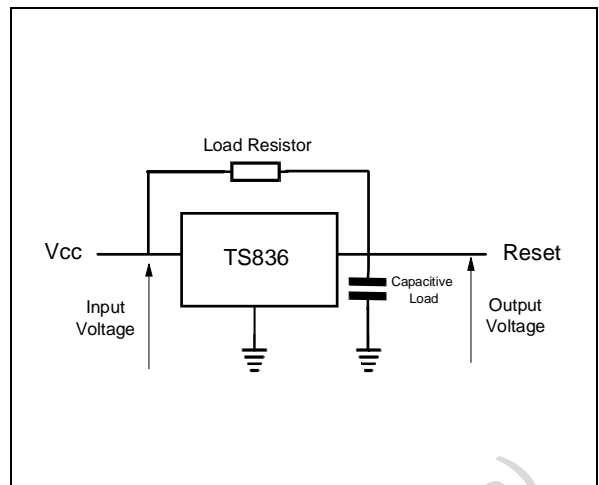 Load Resistor
Vcc
TS836
Reset
Capacitive
Load
Input
Voltage
Output
Voltage